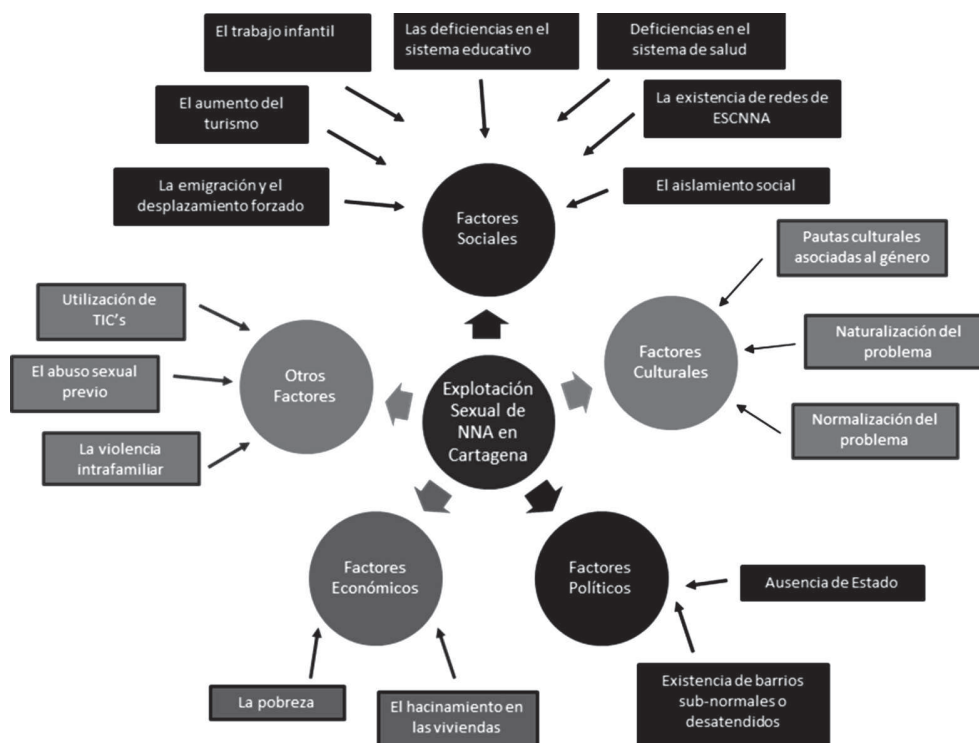 El trabajo infantil
Las deficiencias en el
sistema educativo
Deficiencias en el
sistema de salud
El aumento del
turismo
La existencia de redes de
ESCNNA
La emigración y el
desplazamiento forzado
El aislamiento social
Factores
Sociales
Pautas culturales
asociadas al género
Utilización de
TIC's
Naturalización del
problema
El abuso sexual
previo
Otros
Factores
Factores
Culturales
Explotación
Sexual de
NNA en
Cartagena
La violencia
intrafamiliar
Normalización del
problema
Factores
Económicos
Factores
Políticos
Ausencia de Estado
La pobreza
El hacinamiento en
las viviendas
Existencia de barrios
sub-normales o
desatendidos